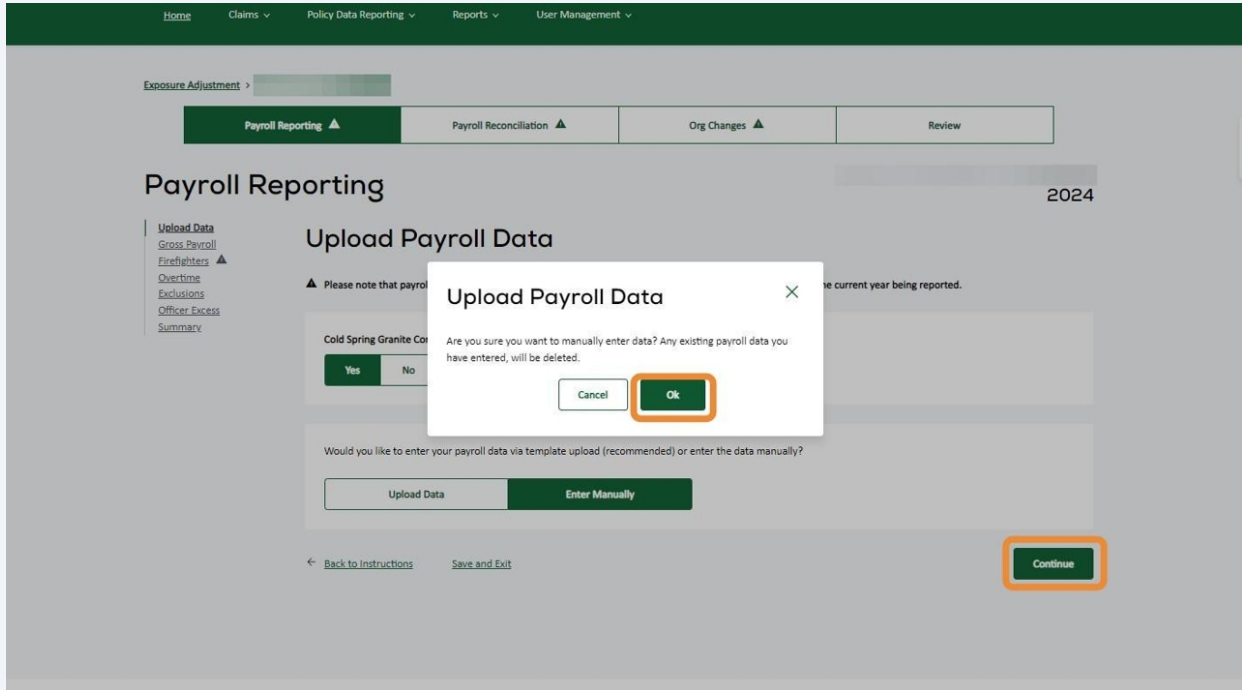 Home Claims Policy Data Reporting Reports User Management
Exposure Adjustment >
Payroll Reporting Payroll Reconciliation Org Changes Review
Payroll Reporting
2024
Upload Data
Gross Payroll
Firefighters
Overtime
Exclusions
Officer Excess
Summary
Upload Payroll Data
Please note that payrol
e current year being reported.
Cold Spring Granite Co
Yes No
Upload Payroll Data
Are you sure you want to manually enter data? Any existing payroll data you
have entered, will be deleted.
Cancel Ok
Would you like to enter your payroll data via template upload (recommended) or enter the data manually?
Upload Data Enter Manually
← Back to Instructions Save and Exit Continue